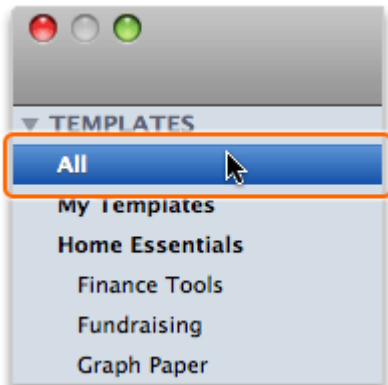 TEMPLATES
All
My Templates
Home Essentials
Finance Tools
Fundraising
Graph Paper